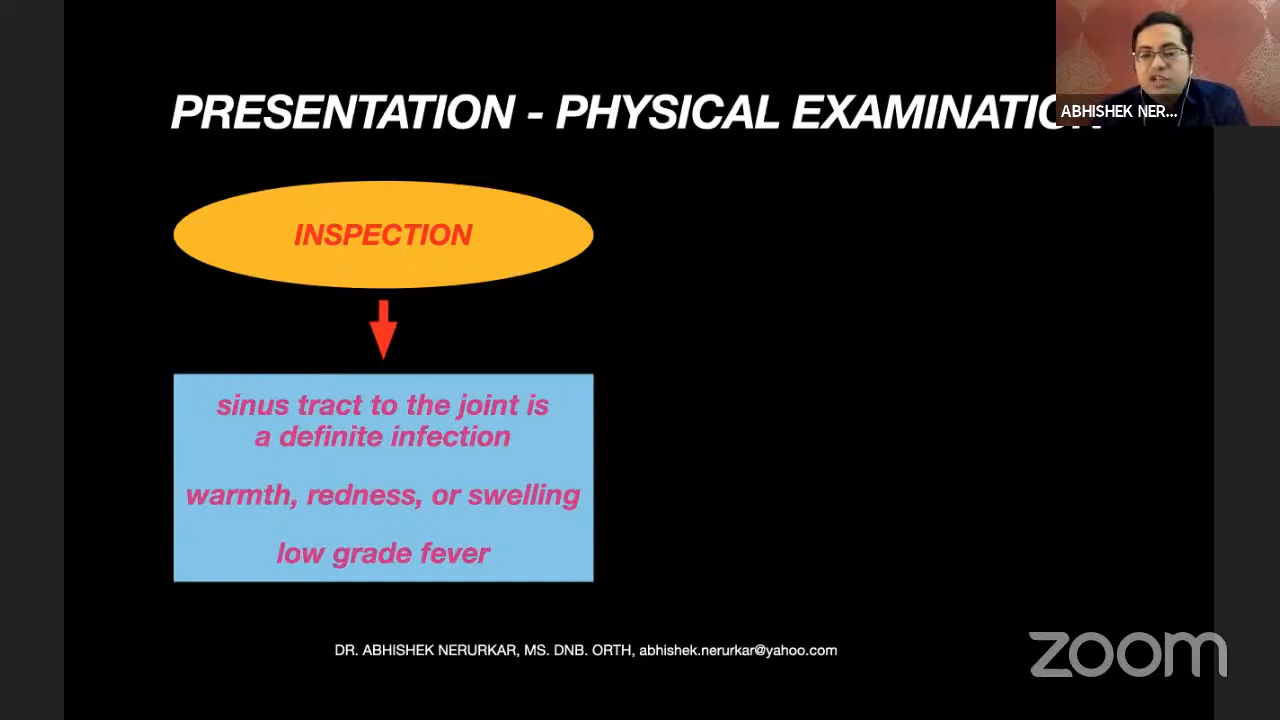 PRESENTATION - PHYSICAL EXAMINATION
ABHISHEK NER...
INSPECTION
sinus tract to the joint is
a definite infection
warmth, redness, or swelling
low grade fever
DR. ABHISHEK NERURKAR, MS. DNB. ORTH, abhishek.nerurkar@yahoo.com
zoom